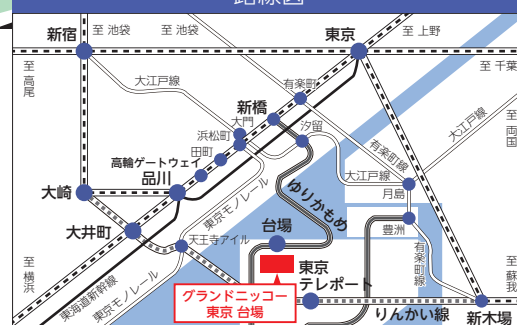 路線図
至 池袋
至 池袋
至 上野
新宿
東京
至 高尾
至 千葉
大江戸線
有楽町
新橋
大門
汐留
浜松町
田町
有楽町線
大江戸線
至 両国
高輪ゲートウェイ
品川
大崎
大江戸線
月島
ゆりかもめ
東京モノレール
大井町
台場
豊洲
天王寺アイル
有楽町線
至 横浜
東京
テレポート
至 蘇我
東海道新幹線
東京モノレール
グランドニッコー
東京 台場
りんかい線
新木場